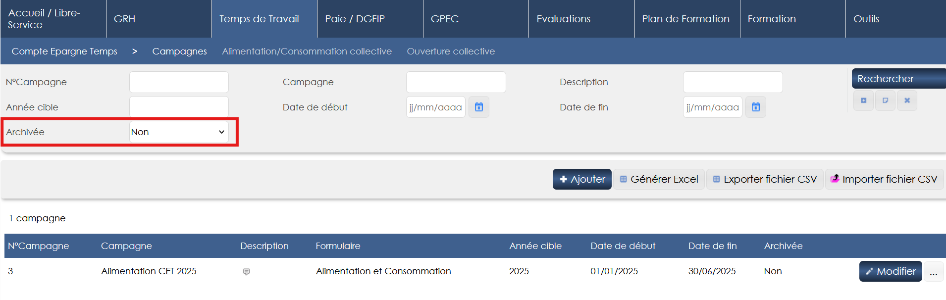 Accueil / Libre-Service GRH Temps de Travail Paie / DGFIP GPEC Evaluations Plan de Formation Formation Outils
Compte Epargne Temps > Campagnes Alimentation/Consommation collective Ouverture collective
N°Campagne Campagne Description Rechercher
Année cible Date de début jj/mm/aaaa Date de fin jj/mm/aaaa
Archivée Non
Ajouter Générer Excel Exporter fichier CSV Importer fichier CSV
1 campagne
N°Campagne Campagne Description Formulaire Année cible Date de début Date de fin Archivée
3 Alimentation CET 2025 Alimentation et Consommation 2025 01/01/2025 30/06/2025 Non Modifier ...